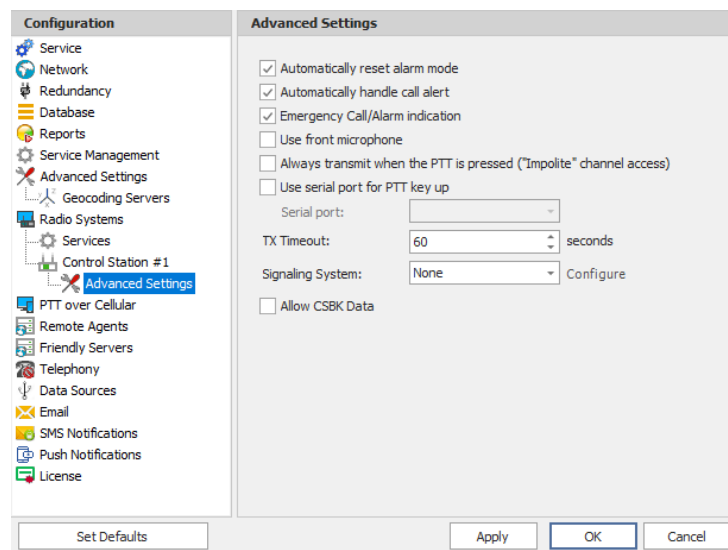 Configuration
Service
Network
Redundancy
Database
Reports
Service Management
Advanced Settings
Geocoding Servers
Radio Systems
Services
Control Station #1
Advanced Settings
PTT over Cellular
Remote Agents
Friendly Servers
Telephony
Data Sources
Email
SMS Notifications
Push Notifications
License
Advanced Settings
Automatically reset alarm mode
Automatically handle call alert
Emergency Call/Alarm indication
Use front microphone
Always transmit when the PTT is pressed ("Impolite" channel access)
Use serial port for PTT key up
Serial port:
TX Timeout: 60 seconds
Signaling System: None Configure
Allow CSBK Data
Set Defaults Apply OK Cancel